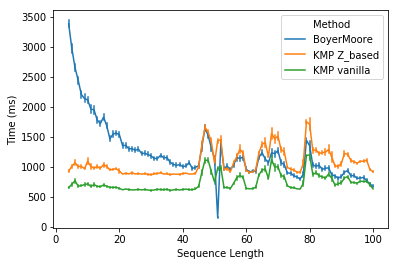 Method
BoyerMoore
KMP Z_based
KMP vanilla
Time (ms)
3500
3000
2500
2000
1500
1000
500
0
0 20 40 60 80 100
Sequence Length